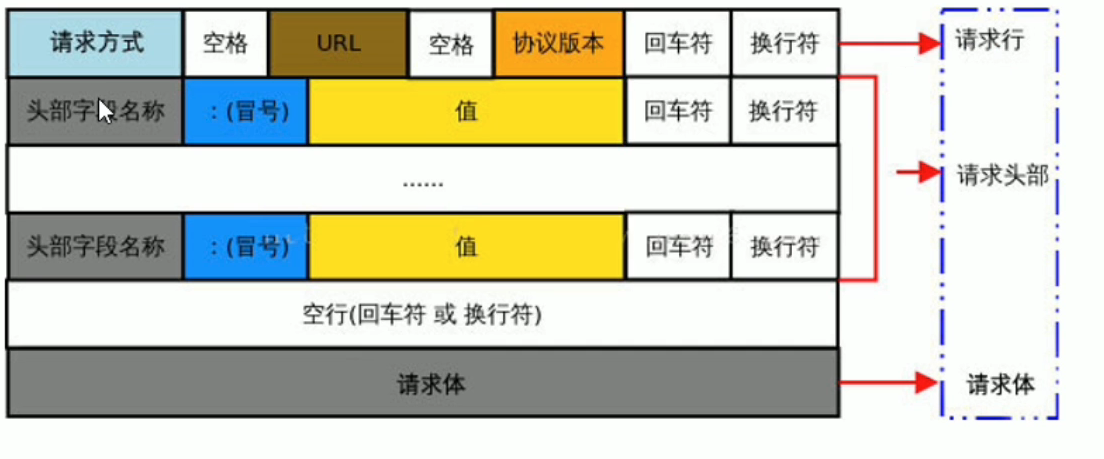 请求方式 空格 URL 空格 协议版本 回车符 换行符 请求行
头部字段名称 :(冒号) 值 回车符 换行符
...... 请求头部
头部字段名称 :(冒号) 值 回车符 换行符
空行(回车符 或 换行符)
请求体 请求体